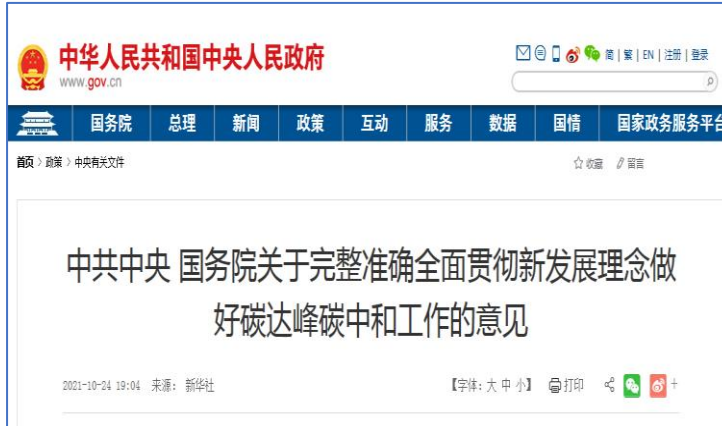 中华人民共和国中央人民政府
www.gov.cn
简 | 繁 | EN | 注册 | 登录
国务院 总理 新闻 政策 互动 服务 数据 国情 国家政务服务平台
首页 > 政策 > 中央有关文件
收藏 留言
中共中央 国务院关于完整准确全面贯彻新发展理念做
好碳达峰碳中和工作的意见
2021-10-24 19:04 来源: 新华社
【字体: 大 中 小】 打印 +